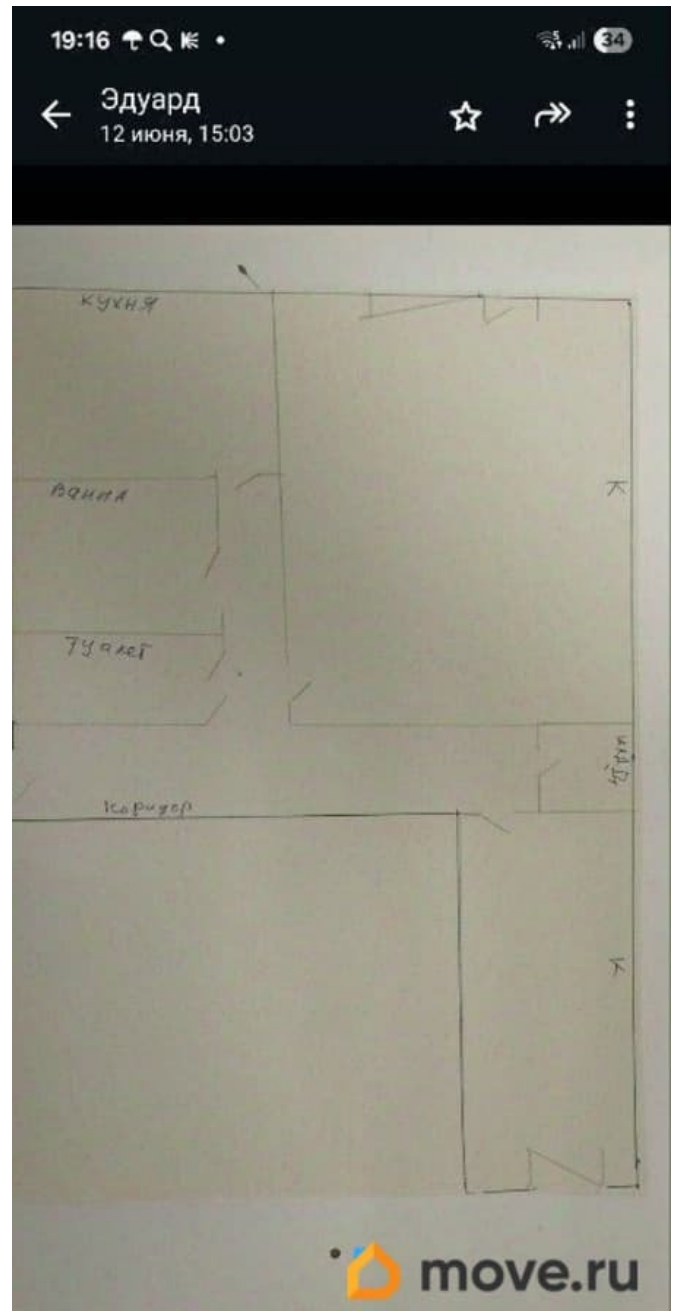 19:16
34
Эдуард
12 июня, 15:03
кухня
Ванна
К
Туалет
Коридор
К
move.ru